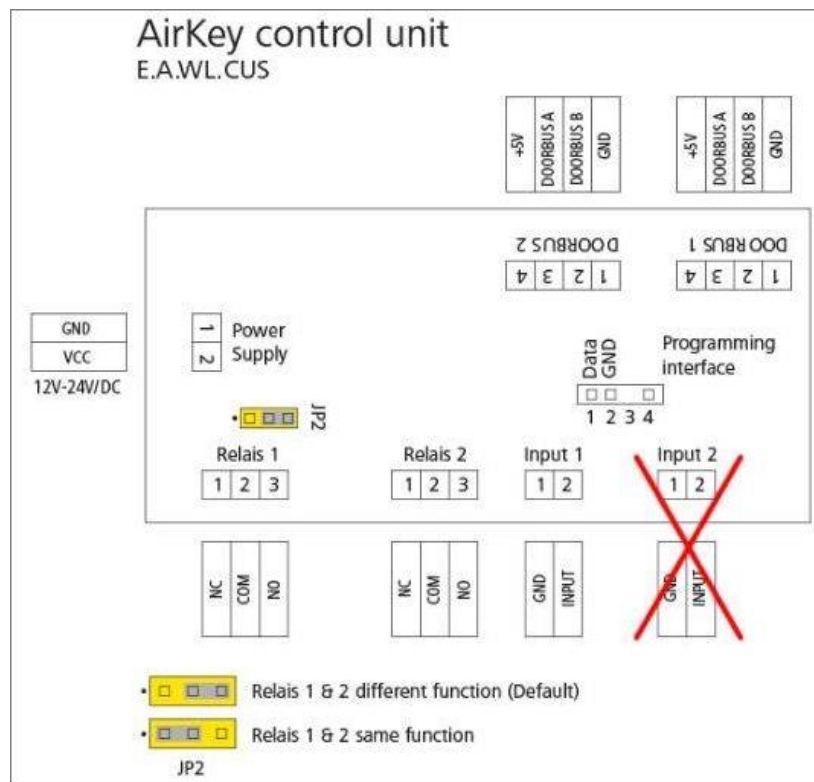 AirKey control unit
E.A.WL.CUS
+5V DOORBUS A DOORBUS B GND
+5V DOORBUS A DOORBUS B GND
DOORBUS 2
4 3 2 1
DOORBUS 1
4 3 2 1
GND
VCC
12V-24V/DC
1
2
Power
Supply
Data
GND
Programming
interface
1 2 3 4
JP2
Relais 1
1 2 3
Relais 2
1 2 3
Input 1
1 2
Input 2
1 2
NC COM NO
NC COM NO
GND INPUT
GND INPUT
Relais 1 & 2 different function (Default)
Relais 1 & 2 same function
JP2